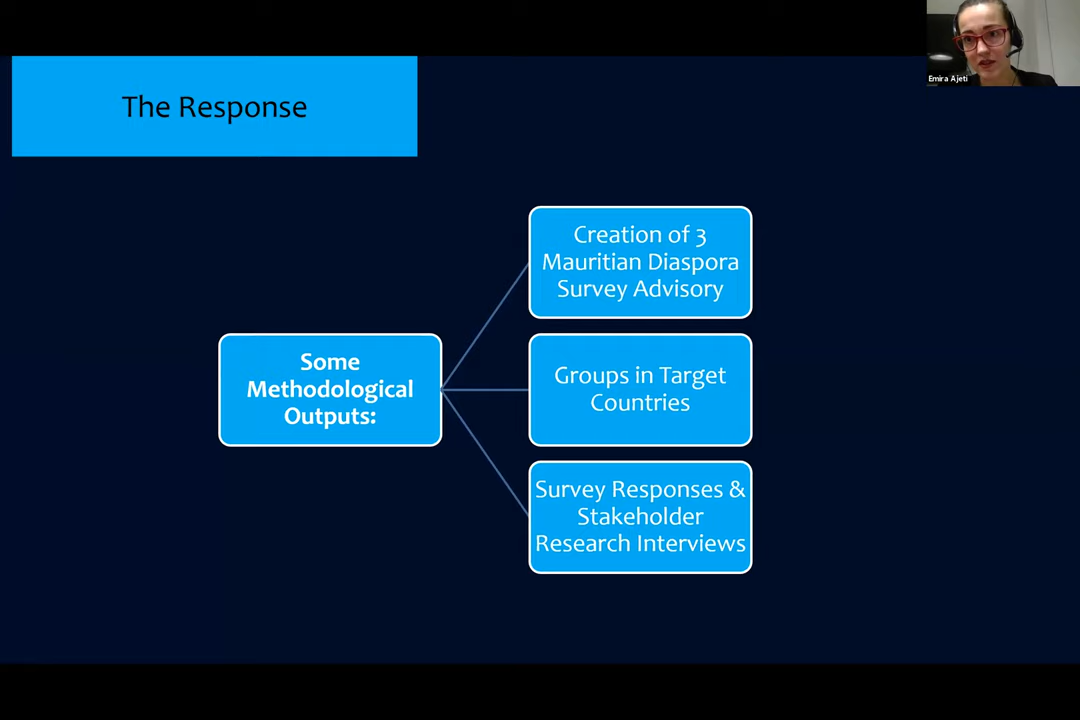 Emira Ajeti
The Response
Some
Methodological
Outputs:
Creation of 3
Mauritian Diaspora
Survey Advisory
Groups in Target
Countries
Survey Responses &
Stakeholder
Research Interviews